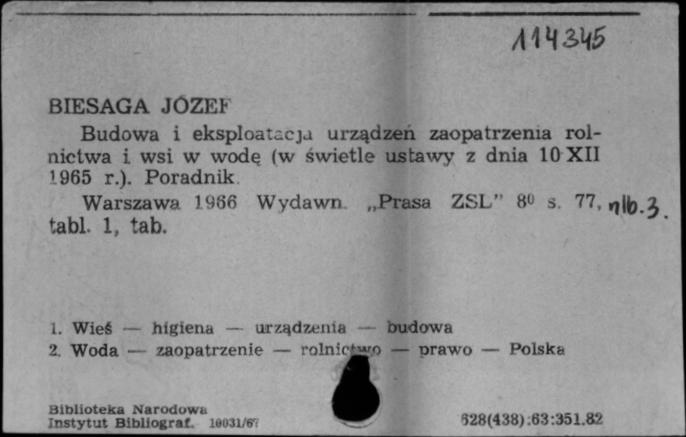 114345
BIESAGA JÓZEF
Budowa i eksploatacja urządzeń zaopatrzenia rol-
nictwa i wsi w wodę (w świetle ustawy z dnia 10 XII
1965 r.). Poradnik.
Warszawa 1966 Wydawn. „Prasa ZSL” 8⁰ s. 77, nlb. 3.
tabl. 1, tab.
1. Wieś — higiena — urządzenia — budowa
2. Woda — zaopatrzenie — rolnictwo — prawo — Polska
Biblioteka Narodowa
Instytut Bibliograf. 10031/67
628(438):63:351.82